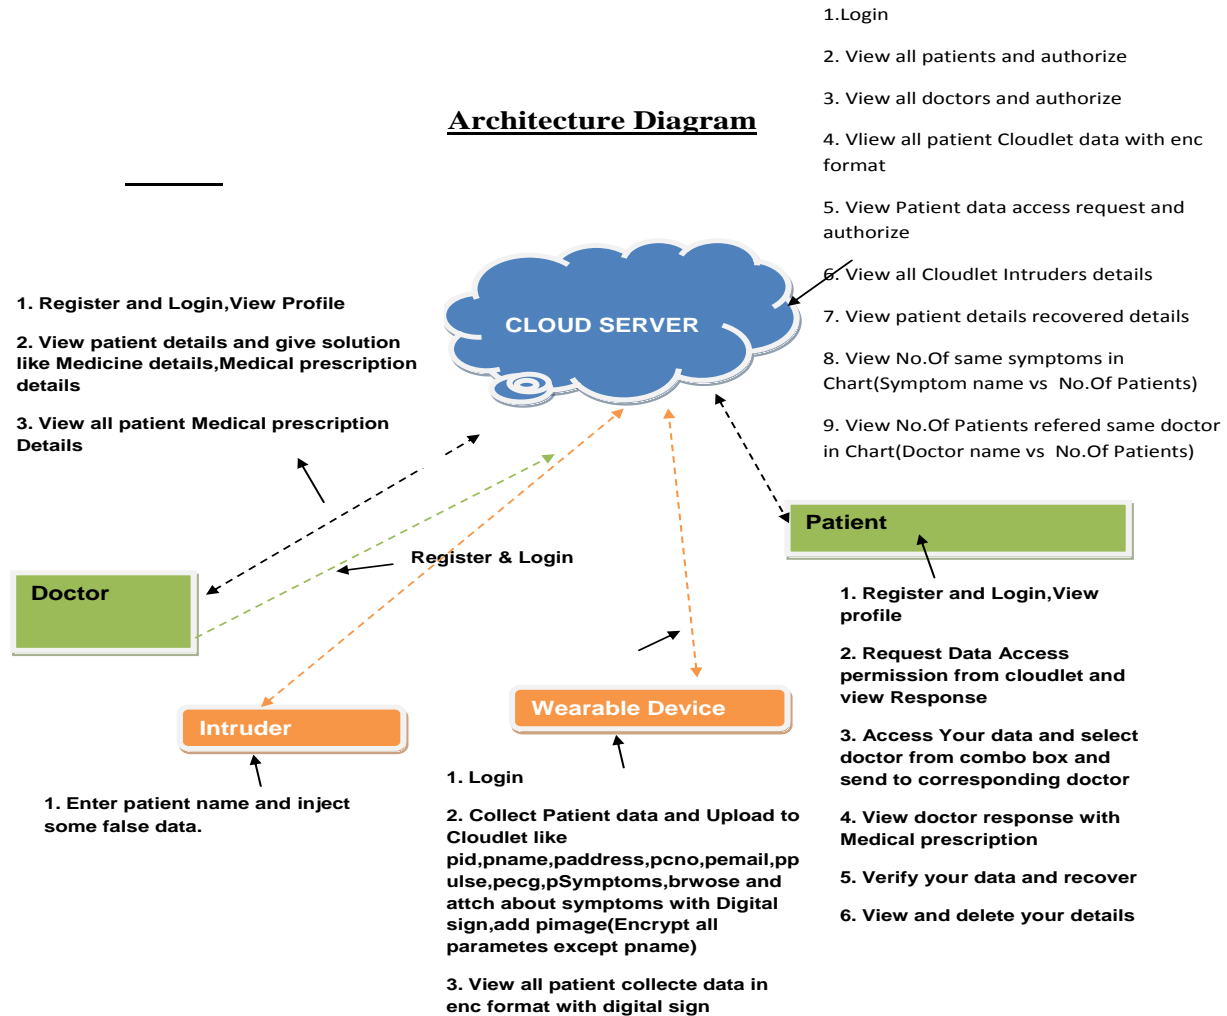 1.Login
2. View all patients and authorize
3. View all doctors and authorize
Architecture Diagram
4. Vliew all patient Cloudlet data with enc
format
5. View Patient data access request and
authorize
6. View all Cloudlet Intruders details
7. View patient details recovered details
8. View No.Of same symptoms in
Chart(Symptom name vs  No.Of Patients)
9. View No.Of Patients refered same doctor
in Chart(Doctor name vs  No.Of Patients)
CLOUD SERVER
1. Register and Login,View Profile
2. View patient details and give solution
like Medicine details,Medical prescription
details
3. View all patient Medical prescription
Details
Register & Login
Doctor
Patient
1. Register and Login,View
profile
2. Request Data Access
permission from cloudlet and
view Response
3. Access Your data and select
doctor from combo box and
send to corresponding doctor
4. View doctor response with
Medical prescription
5. Verify your data and recover
6. View and delete your details
Intruder
1. Enter patient name and inject
some false data.
Wearable Device
1. Login
2. Collect Patient data and Upload to
Cloudlet like
pid,pname,paddress,pcno,pemail,pp
ulse,pecg,pSymptoms,brwose and
attch about symptoms with Digital
sign,add pimage(Encrypt all
parametes except pname)
3. View all patient collecte data in
enc format with digital sign